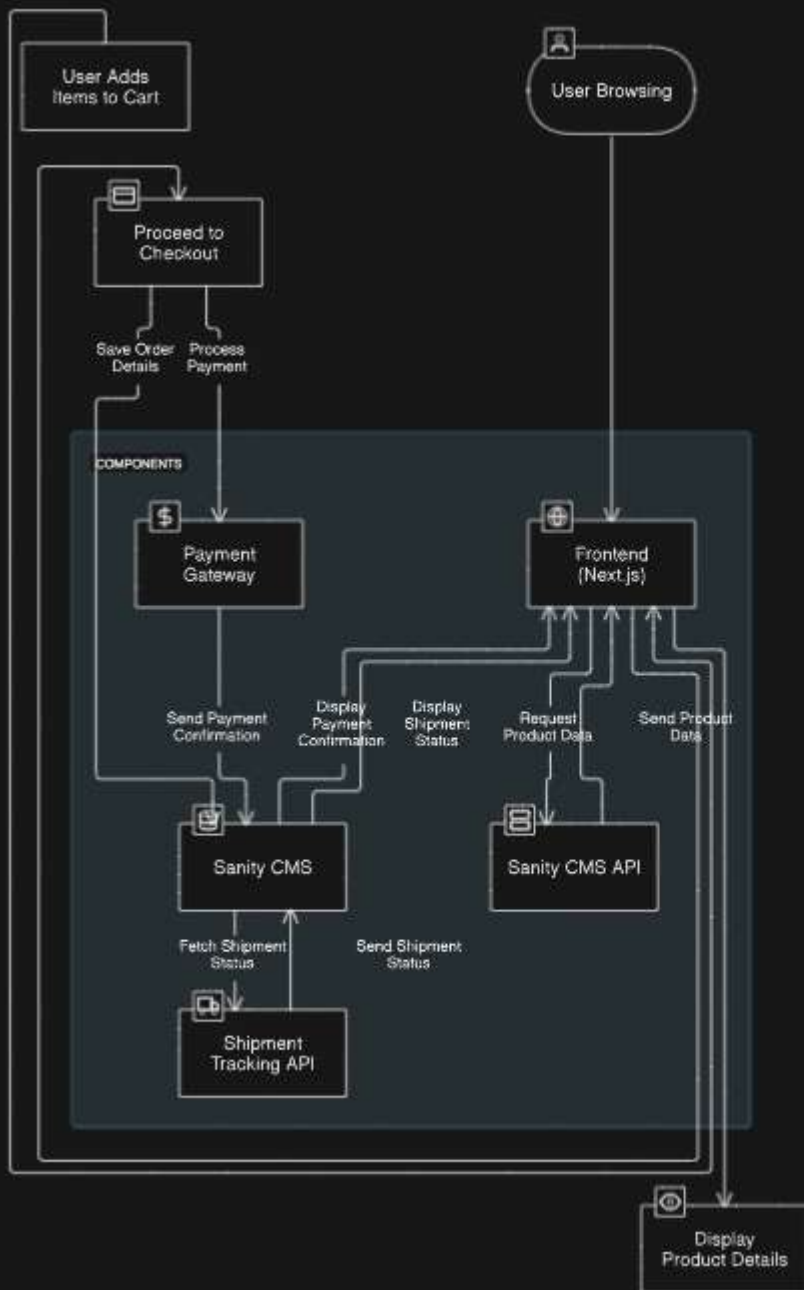 User Adds
Items to Cart
User Browsing
Proceed to
Checkout
Save Order
Details
Process
Payment
COMPONENTS
$
Payment
Gateway
Frontend
(Next.js)
Send Payment
Confirmation
Display
Payment
Confirmation
Display
Shipment
Status
Request
Product Data
Send Product
Data
Sanity CMS
Sanity CMS API
Fetch Shipment
Status
Send Shipment
Status
Shipment
Tracking API
Display
Product Details